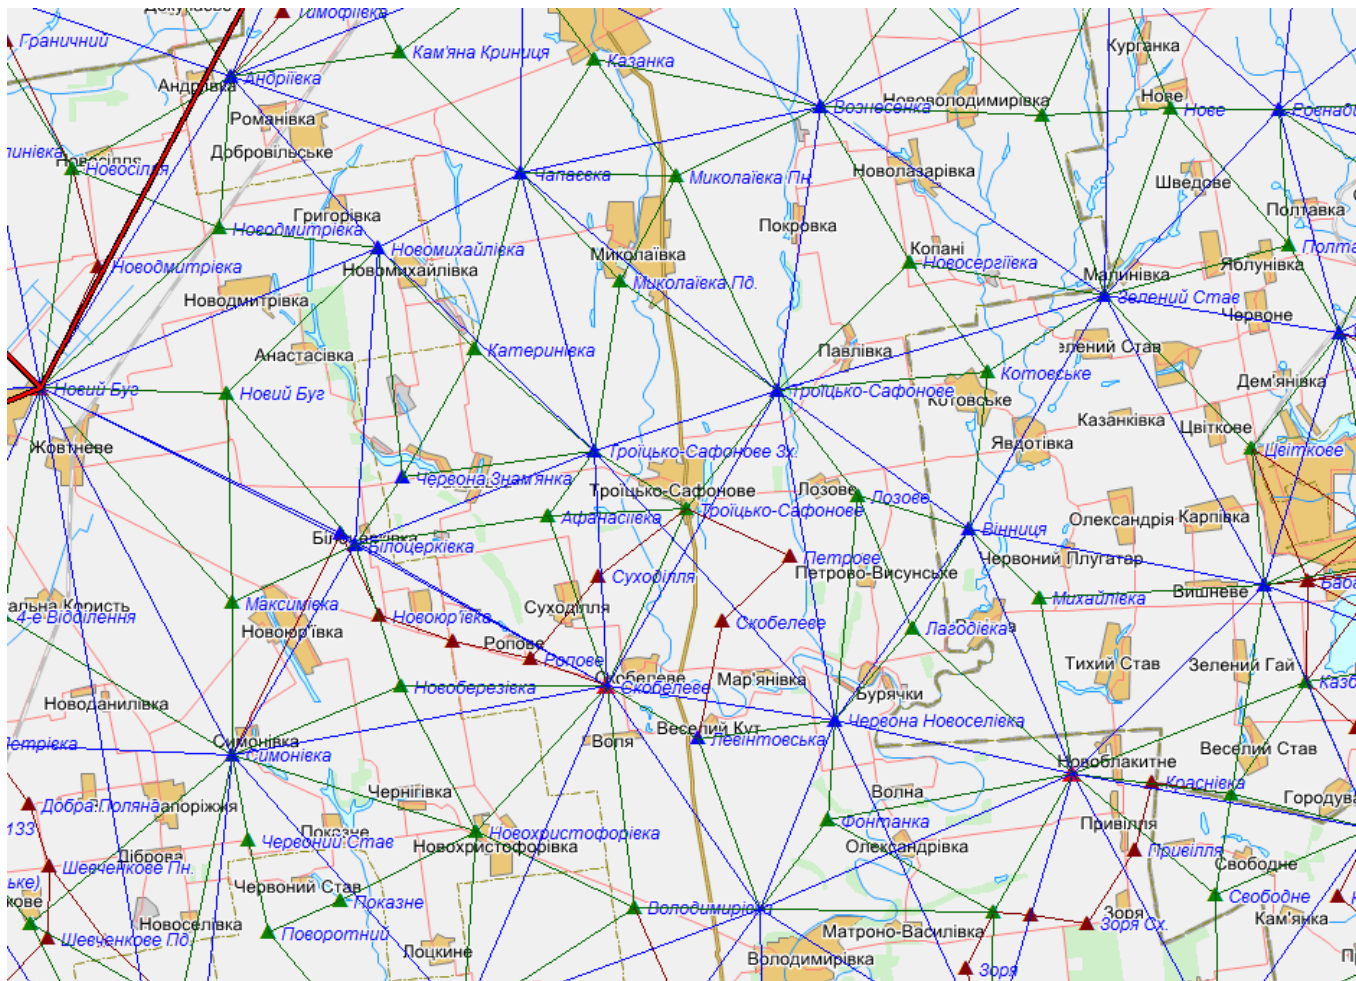 Тимофіївка
Граничний
Кам'яна Криниця
Казанка
Курганка
Андріївка
Андріївка
Нововолодимирівка
Вознесенка
Нове
Нове
Романівка
Добровільське
Новосілля
Новосілля
Чапаєвка
Миколаївка Пн.
Новолазарівка
Шведове
Григорівка
Полтавка
Новодмитрівка
Новомихайлівка
Покровка
Копані
Новомихайлівка
Миколаївка
Новосергіївка
Яблунівка
Новодмитрівка
Малинівка
Миколаївка Пд.
Зелений Став
Новодмитрівка
Червоне
Анастасівка
Катеринівка
Павлівка
Котовське
Дем'янівка
Новий Буг
Новий Буг
Троїцько-Сафонове
Котовське
Казанківка
Цвіткове
Жовтневе
Явдотівка
Цвіткове
Троїцько-Сафонове Зх.
Червона Знам'янка
Троїцько-Сафонове
Лозове
Лозове
Троїцько-Сафонове
Олександрія
Карпівка
Афанасіївка
Вінниця
Білоцерківка
Петрове
Червоний Плугатар
Суходілля
Петрово-Висунське
Вишневе
Максимівка
Суходілля
Михайлівка
4-е Відділення
Новоюр'ївка
Новоюр'ївка
Скобелеве
Лагодівка
Ропове
Ропове
Тихий Став
Зелений Гай
Новоберезівка
Скобелеве
Скобелеве
Мар'янівка
Бурячки
Новоданилівка
Веселий Кут
Червона Новоселівка
Симонівка
Воля
Левінтовська
Веселий Став
Симонівка
Новоблакитне
Чернігівка
Волна
Краснівка
Добра Поляна
Показне
Новохристофорівка
Фонтанка
Привілля
133
Червоний Став
Новохристофорівка
Олександрівка
Привілля
Діброва
Шевченкове Пн.
Червоний Став
Свободне
Показне
Володимирівка
Зоря
Свободне
Новоселівка
Зоря Сх.
Кам'янка
Шевченкове Пд.
Поворотний
Матроно-Василівка
Лоцкине
Володимирівка
Зоря